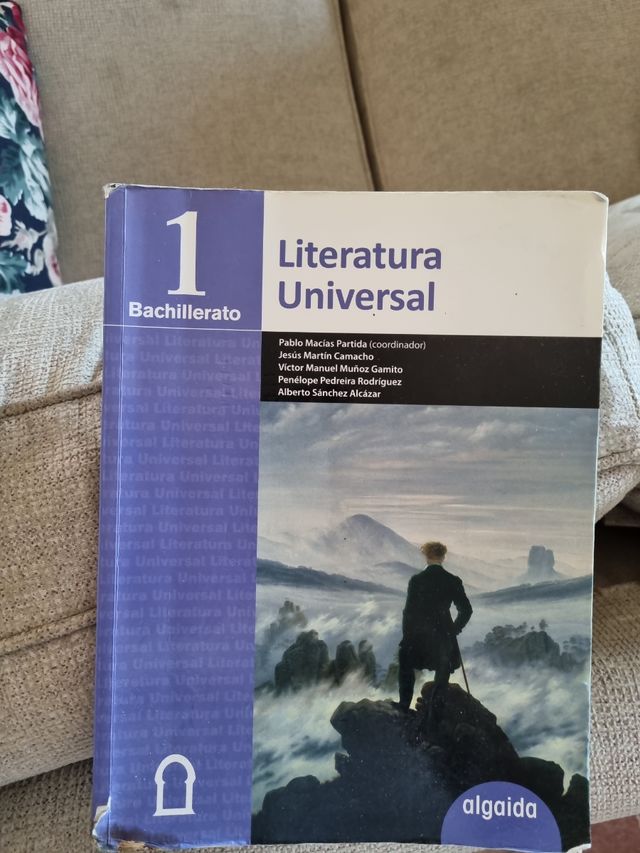 1
Bachillerato
Literatura
Universal
Pablo Macías Partida (coordinador)
Jesús Martín Camacho
Víctor Manuel Muñoz Gamito
Penélope Pedreira Rodríguez
Alberto Sánchez Alcázar
algaida